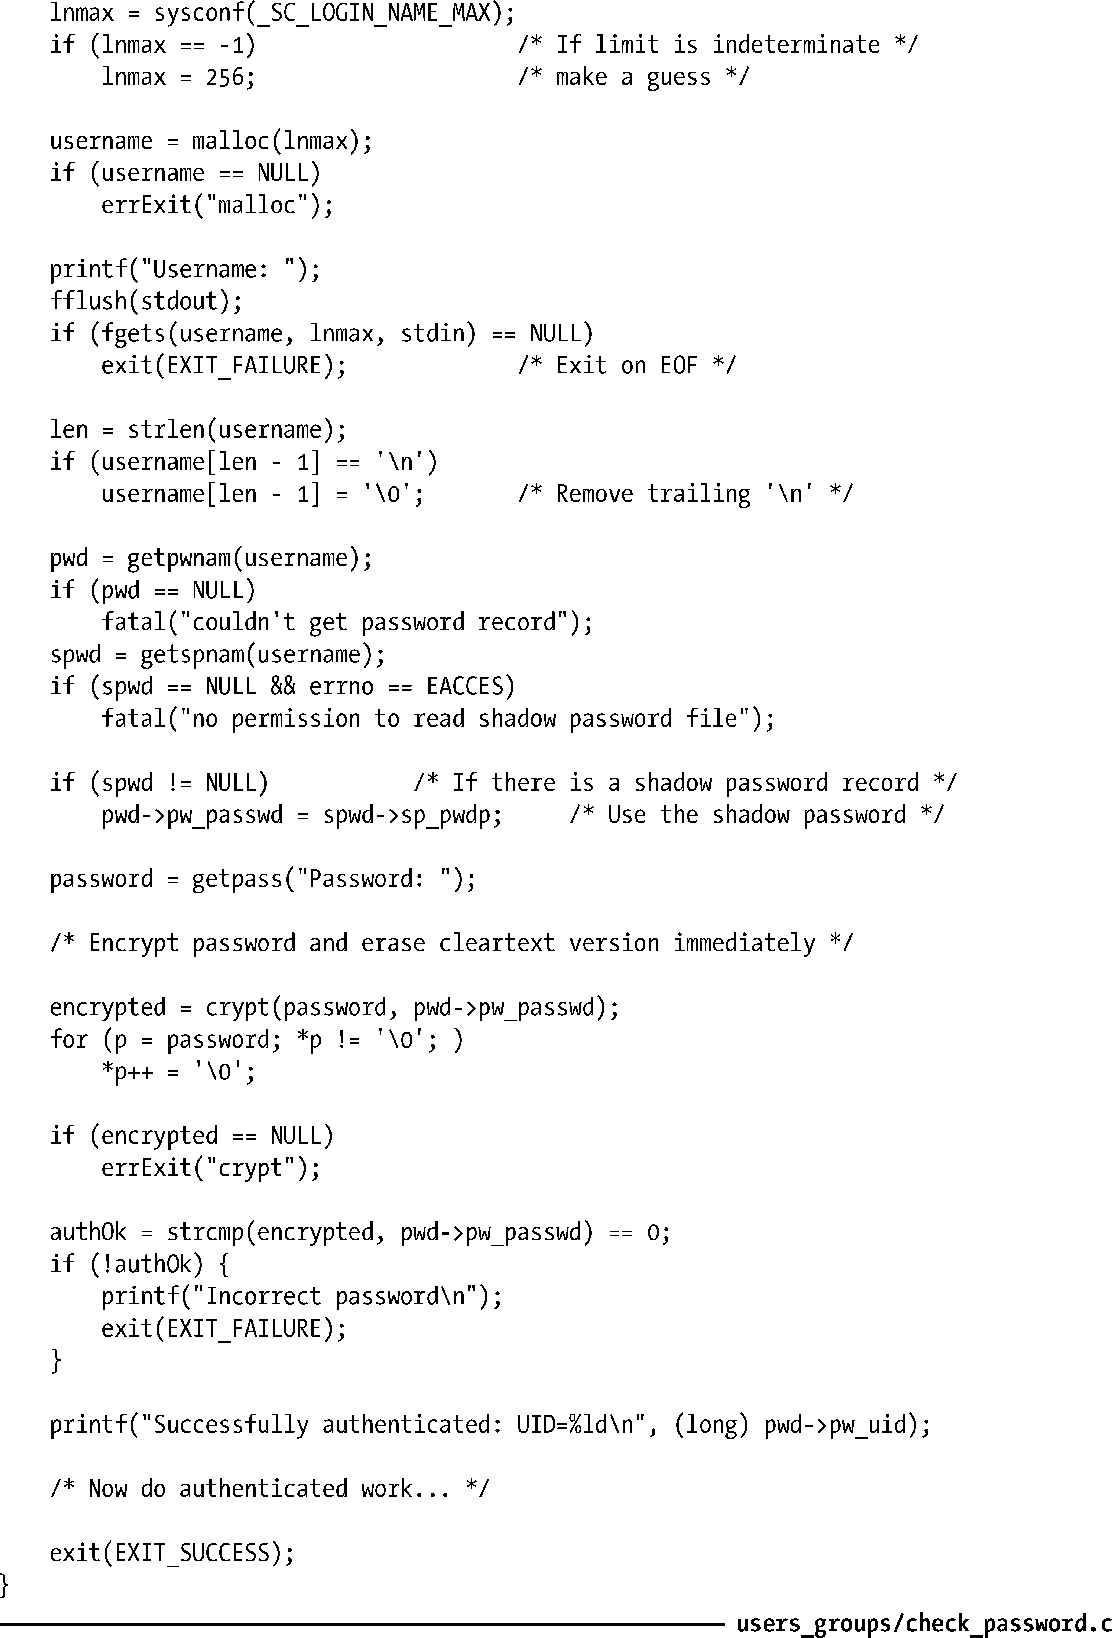 lnmax = sysconf(_SC_LOGIN_NAME_MAX);
if (lnmax == -1) /* If limit is indeterminate */
lnmax = 256; /* make a guess */
username = malloc(lnmax);
if (username == NULL)
errExit("malloc");
printf("Username: ");
fflush(stdout);
if (fgets(username, lnmax, stdin) == NULL)
exit(EXIT_FAILURE); /* Exit on EOF */
len = strlen(username);
if (username[len - 1] == '\n')
username[len - 1] = '\0'; /* Remove trailing '\n' */
pwd = getpwnam(username);
if (pwd == NULL)
fatal("couldn't get password record");
spwd = getspnam(username);
if (spwd == NULL && errno == EACCES)
fatal("no permission to read shadow password file");
if (spwd != NULL) /* If there is a shadow password record */
pwd->pw_passwd = spwd->sp_pwdp; /* Use the shadow password */
password = getpass("Password: ");
/* Encrypt password and erase cleartext version immediately */
encrypted = crypt(password, pwd->pw_passwd);
for (p = password; *p != '\0'; )
*p++ = '\0';
if (encrypted == NULL)
errExit("crypt");
authOk = strcmp(encrypted, pwd->pw_passwd) == 0;
if (!authOk) {
printf("Incorrect password\n");
exit(EXIT_FAILURE);
}
printf("Successfully authenticated: UID=%ld\n", (long) pwd->pw_uid);
/* Now do authenticated work... */
exit(EXIT_SUCCESS);
}
users_groups/check_password.c